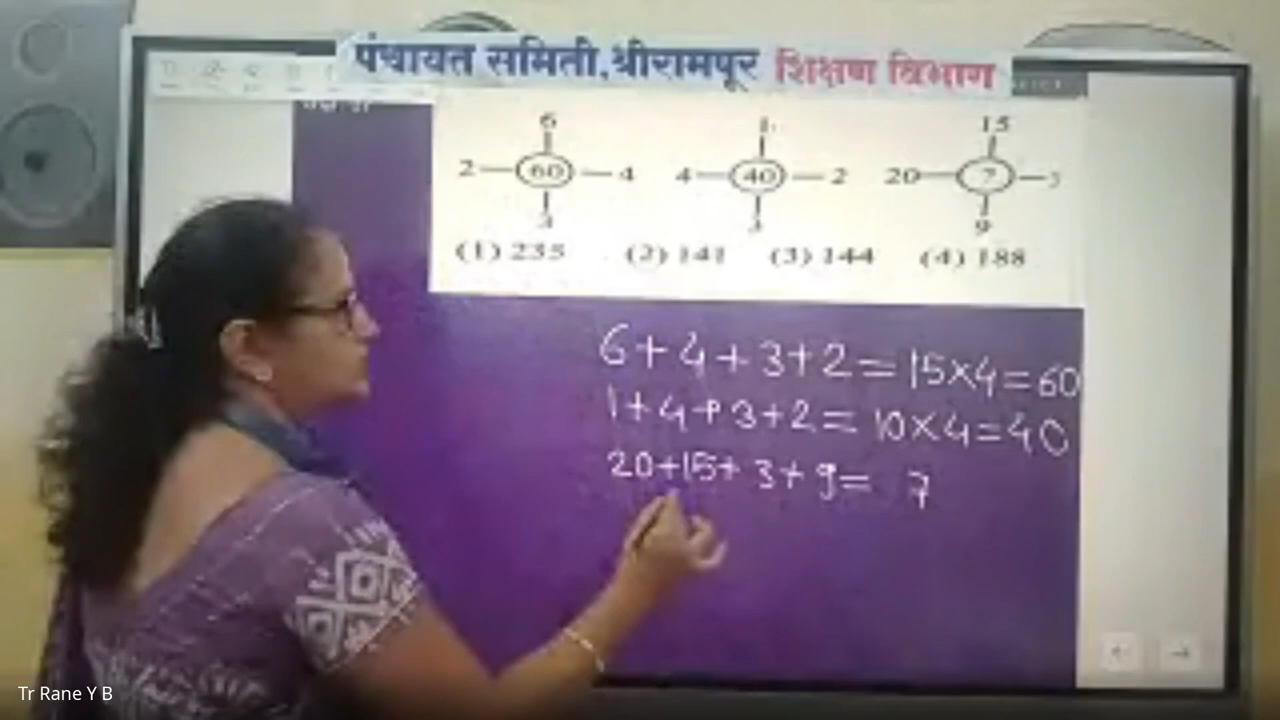 पंचायत समिती,श्रीरामपूर शिक्षण विभाग
6 1 15
2 60 4 4 40 2 20 ?
3 3 9
(1) 235 (2) 141 (3) 144 (4) 188
6+4+3+2=15×4=60
1+4+3+2=10×4=40
20+15+3+9= 7
Tr Rane Y B